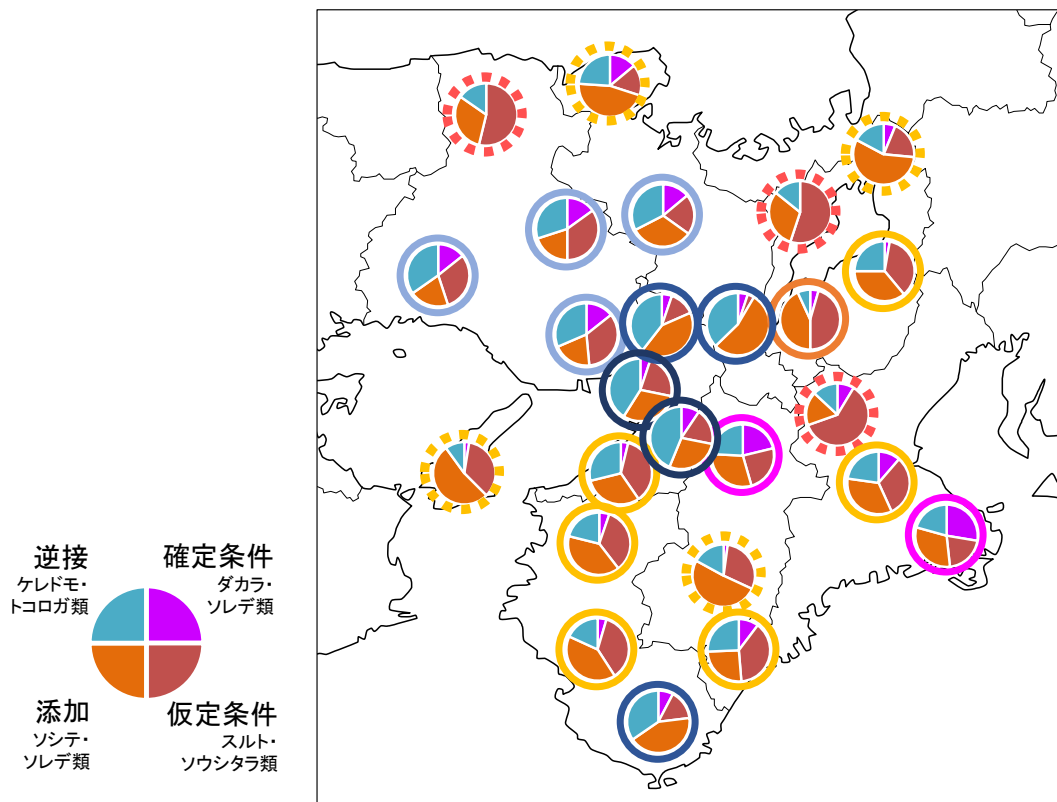 逆接
ケレドモ・
トコロガ類
確定条件
ダカラ・
ソレデ類
添加
ソシテ・
ソレデ類
仮定条件
スルト・
ソウシタラ類